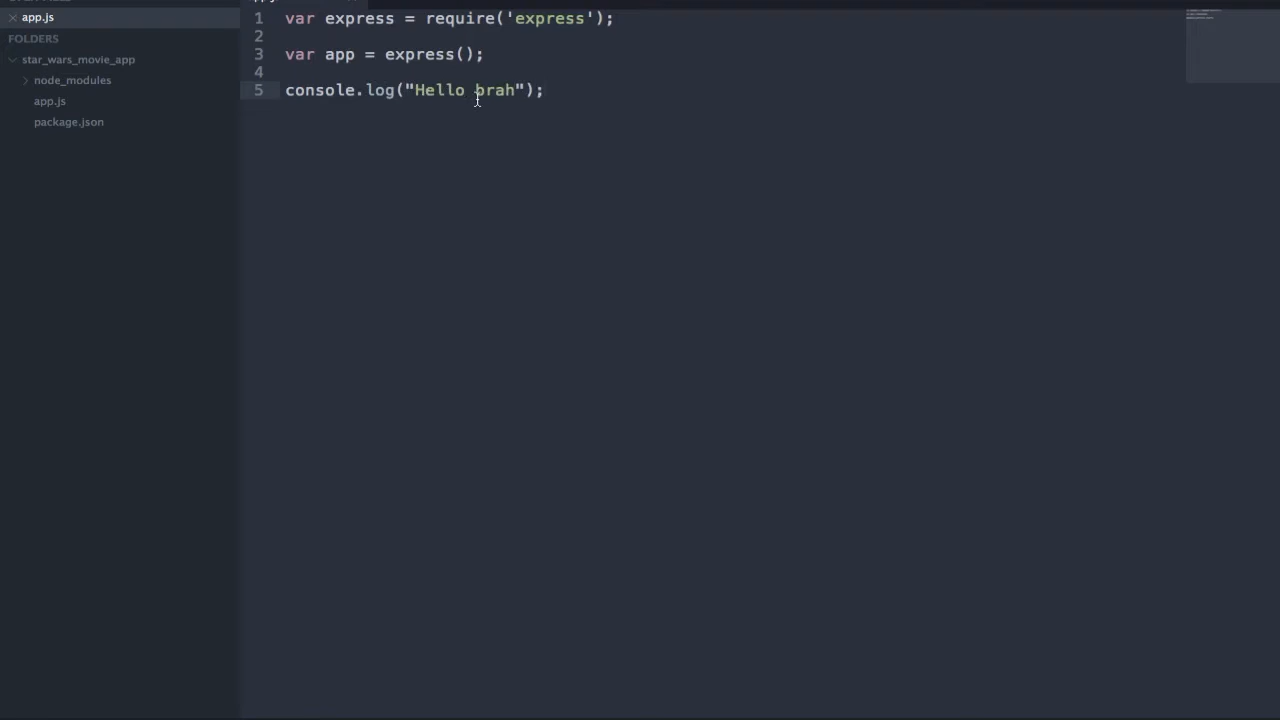 app.js
FOLDERS
star_wars_movie_app
node_modules
app.js
package.json
1 var express = require('express');
2
3 var app = express();
4
5 console.log("Hello brah");